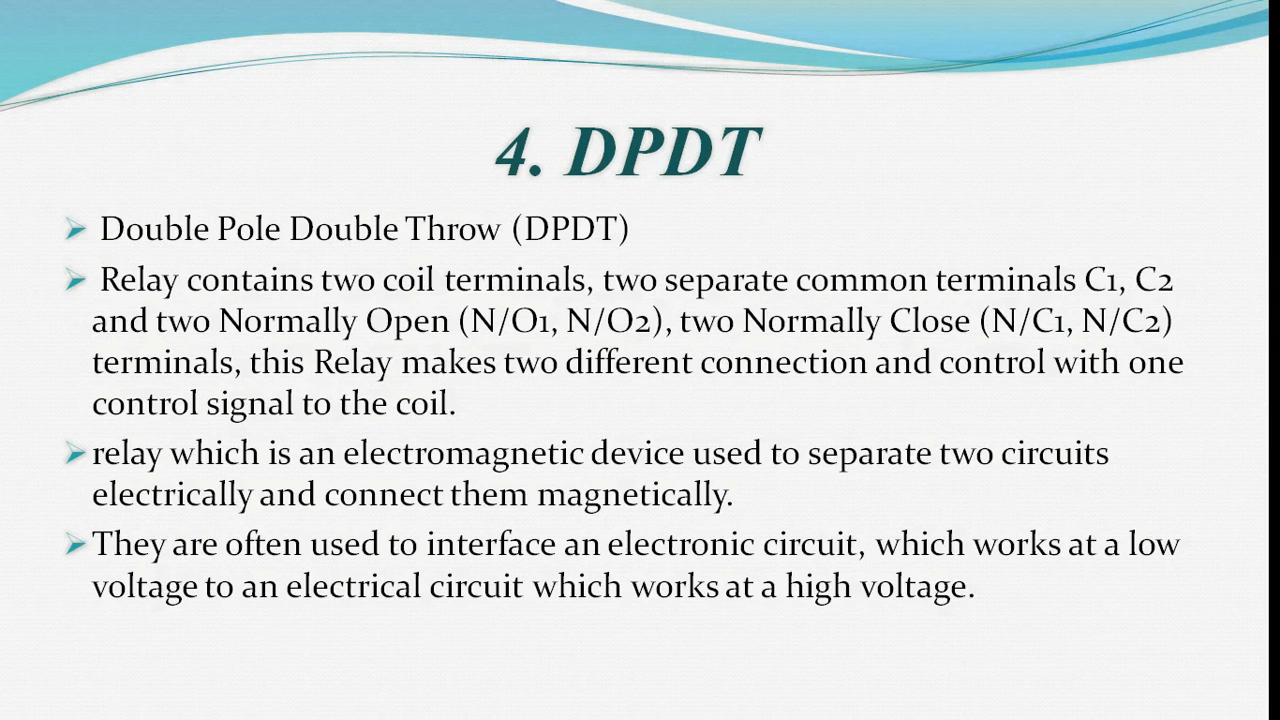 4. DPDT
Double Pole Double Throw (DPDT)
Relay contains two coil terminals, two separate common terminals C1, C2
and two Normally Open (N/O1, N/O2), two Normally Close (N/C1, N/C2)
terminals, this Relay makes two different connection and control with one
control signal to the coil.
relay which is an electromagnetic device used to separate two circuits
electrically and connect them magnetically.
They are often used to interface an electronic circuit, which works at a low
voltage to an electrical circuit which works at a high voltage.